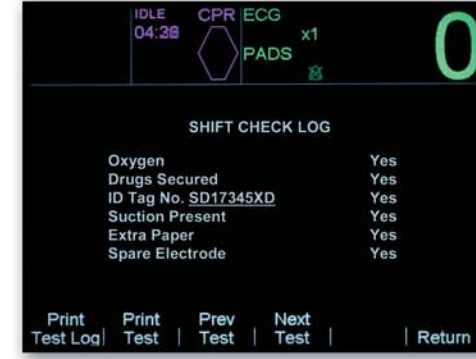 IDLE CPR ECG
04:38 x1
PADS
0
SHIFT CHECK LOG
Oxygen Yes
Drugs Secured Yes
ID Tag No. SD17345XD Yes
Suction Present Yes
Extra Paper Yes
Spare Electrode Yes
Print Print Prev Next
Test Log | Test | Test | Test | | Return